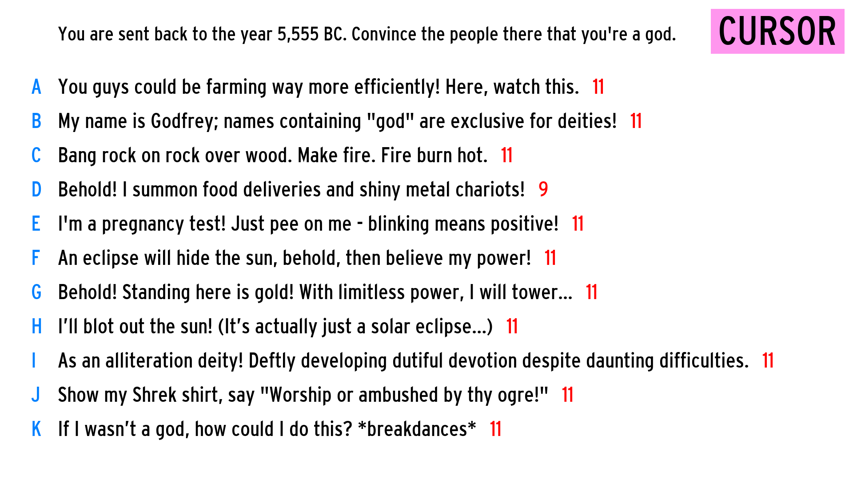 You are sent back to the year 5,555 BC. Convince the people there that you're a god.
CURSOR
A You guys could be farming way more efficiently! Here, watch this. 11
B My name is Godfrey; names containing "god" are exclusive for deities! 11
C Bang rock on rock over wood. Make fire. Fire burn hot. 11
D Behold! I summon food deliveries and shiny metal chariots! 9
E I'm a pregnancy test! Just pee on me - blinking means positive! 11
F An eclipse will hide the sun, behold, then believe my power! 11
G Behold! Standing here is gold! With limitless power, I will tower... 11
H I’ll blot out the sun! (It’s actually just a solar eclipse...) 11
I As an alliteration deity! Deftly developing dutiful devotion despite daunting difficulties. 11
J Show my Shrek shirt, say "Worship or ambushed by thy ogre!" 11
K If I wasn’t a god, how could I do this? *breakdances* 11